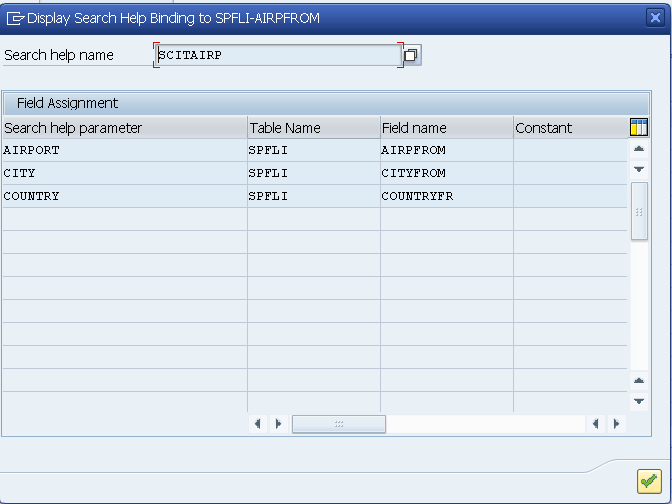 Display Search Help Binding to SPFLI-AIRPFROM
Search help name SCITAIRP
Field Assignment
Search help parameter Table Name Field name Constant
AIRPORT SPFLI AIRPFROM
CITY SPFLI CITYFROM
COUNTRY SPFLI COUNTRYFR